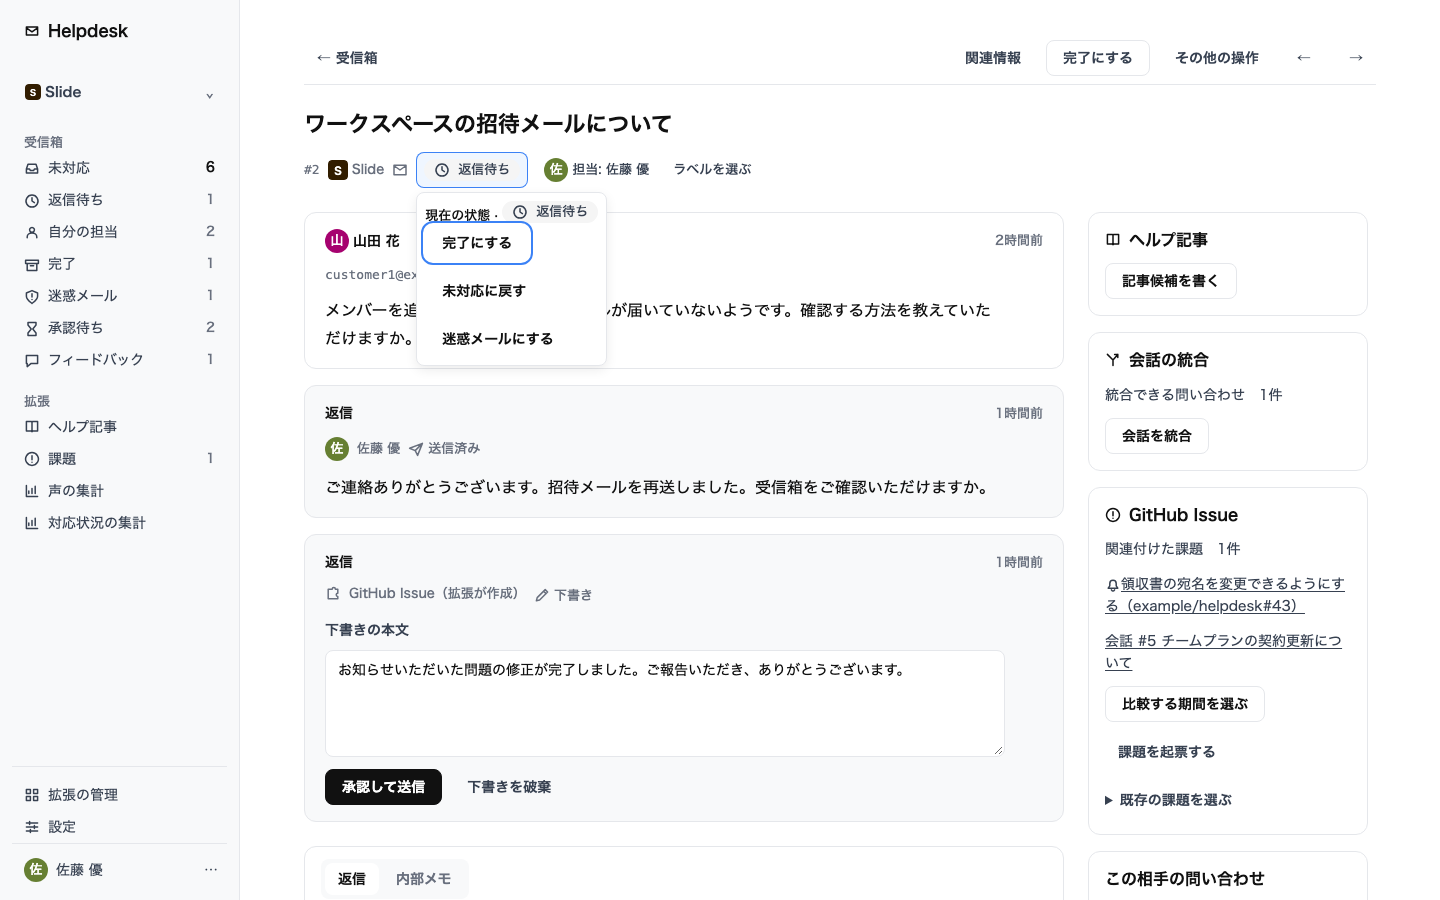 Helpdesk
S Slide
受信箱
未対応 6
返信待ち 1
自分の担当 2
完了 1
迷惑メール 1
承認待ち 2
フィードバック 1
拡張
ヘルプ記事
課題 1
声の集計
対応状況の集計
拡張の管理
設定
佐 佐藤 優 …
← 受信箱
関連情報 完了にする その他の操作 ← →
ワークスペースの招待メールについて
#2 S Slide 返信待ち 佐 担当: 佐藤 優 ラベルを選ぶ
現在の状態 · 返信待ち
完了にする
未対応に戻す
迷惑メールにする
山 山田 花 2時間前
customer1@ex
メンバーを追 が届いていないようです。確認する方法を教えていた
だけますか。
返信 1時間前
佐 佐藤 優 送信済み
ご連絡ありがとうございます。招待メールを再送しました。受信箱をご確認いただけますか。
返信 1時間前
GitHub Issue（拡張が作成） 下書き
下書きの本文
お知らせいただいた問題の修正が完了しました。ご報告いただき、ありがとうございます。
承認して送信 下書きを破棄
返信 内部メモ
ヘルプ記事
記事候補を書く
会話の統合
統合できる問い合わせ 1件
会話を統合
GitHub Issue
関連付けた課題 1件
領収書の宛名を変更できるようにす
る（example/helpdesk#43）
会話 #5 チームプランの契約更新につ
いて
比較する期間を選ぶ
課題を起票する
▶ 既存の課題を選ぶ
この相手の問い合わせ